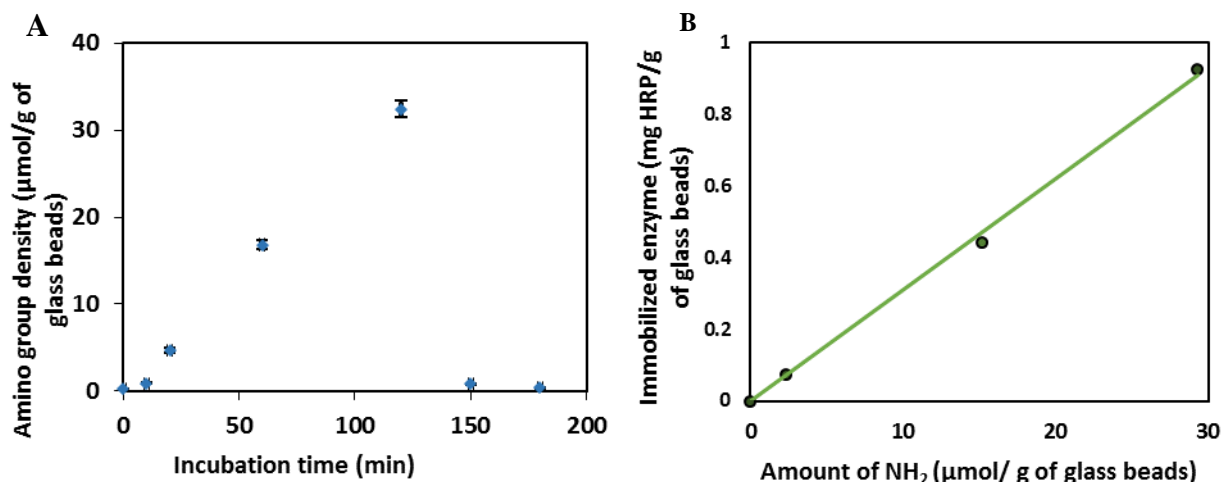 A
Amino group density (µmol/g of
glass beads)
40
30
20
10
0
0 50 100 150 200
Incubation time (min)
B
Immobilized enzyme (mg HRP/g
of glass beads)
1
0.8
0.6
0.4
0.2
0
0 10 20 30
Amount of NH₂ (µmol/ g of glass beads)